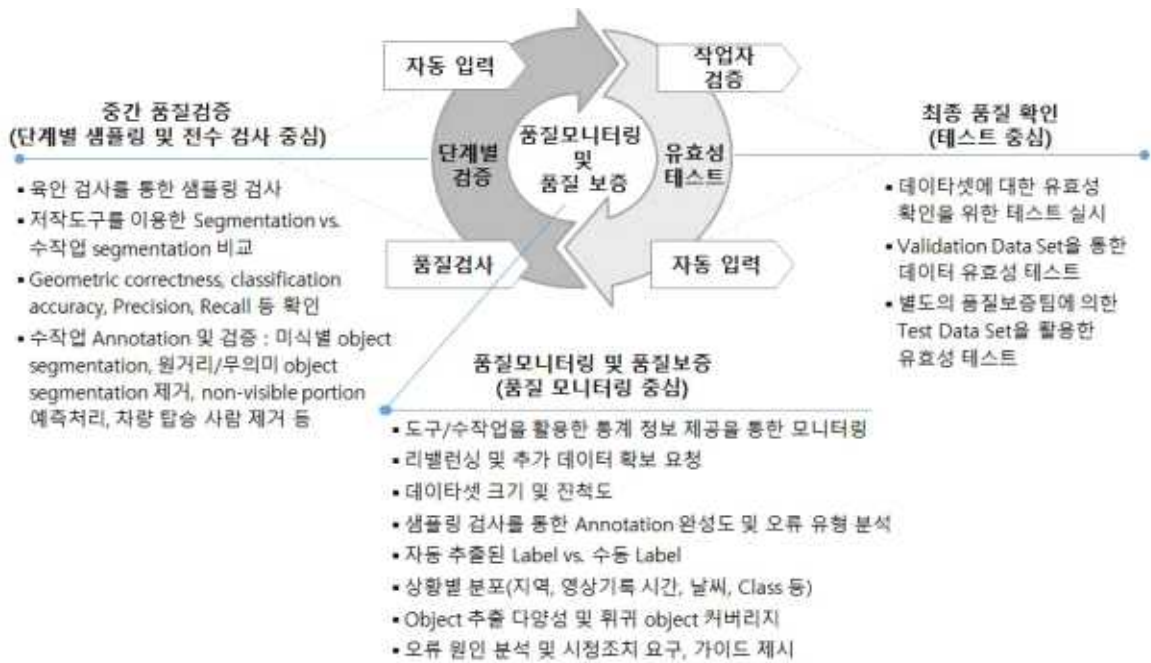 자동 입력
작업자
검증
중간 품질검증
(단계별 샘플링 및 전수 검사 중심)
단계별
검증
품질모니터링
및
품질 보증
유효성
테스트
최종 품질 확인
(테스트 중심)
품질검사
자동 입력
▪ 육안 검사를 통한 샘플링 검사
▪ 저작도구를 이용한 Segmentation vs.
수작업 segmentation 비교
▪ Geometric correctness, classification
accuracy, Precision, Recall 등 확인
▪ 수작업 Annotation 및 검증 : 미식별 object
segmentation, 원거리/무의미 object
segmentation 제거, non-visible portion
예측처리, 차량 탑승 사람 제거 등
▪ 데이타셋에 대한 유효성
확인을 위한 테스트 실시
▪ Validation Data Set을 통한
데이터 유효성 테스트
▪ 별도의 품질보증팀에 의한
Test Data Set을 활용한
유효성 테스트
품질모니터링 및 품질보증
(품질 모니터링 중심)
▪ 도구/수작업을 활용한 통계 정보 제공을 통한 모니터링
▪ 리밸런싱 및 추가 데이터 확보 요청
▪ 데이타셋 크기 및 진척도
▪ 샘플링 검사를 통한 Annotation 완성도 및 오류 유형 분석
▪ 자동 추출된 Label vs. 수동 Label
▪ 상황별 분포(지역, 영상기록 시간, 날씨, Class 등)
▪ Object 추출 다양성 및 휘귀 object 커버리지
▪ 오류 원인 분석 및 시정조치 요구, 가이드 제시